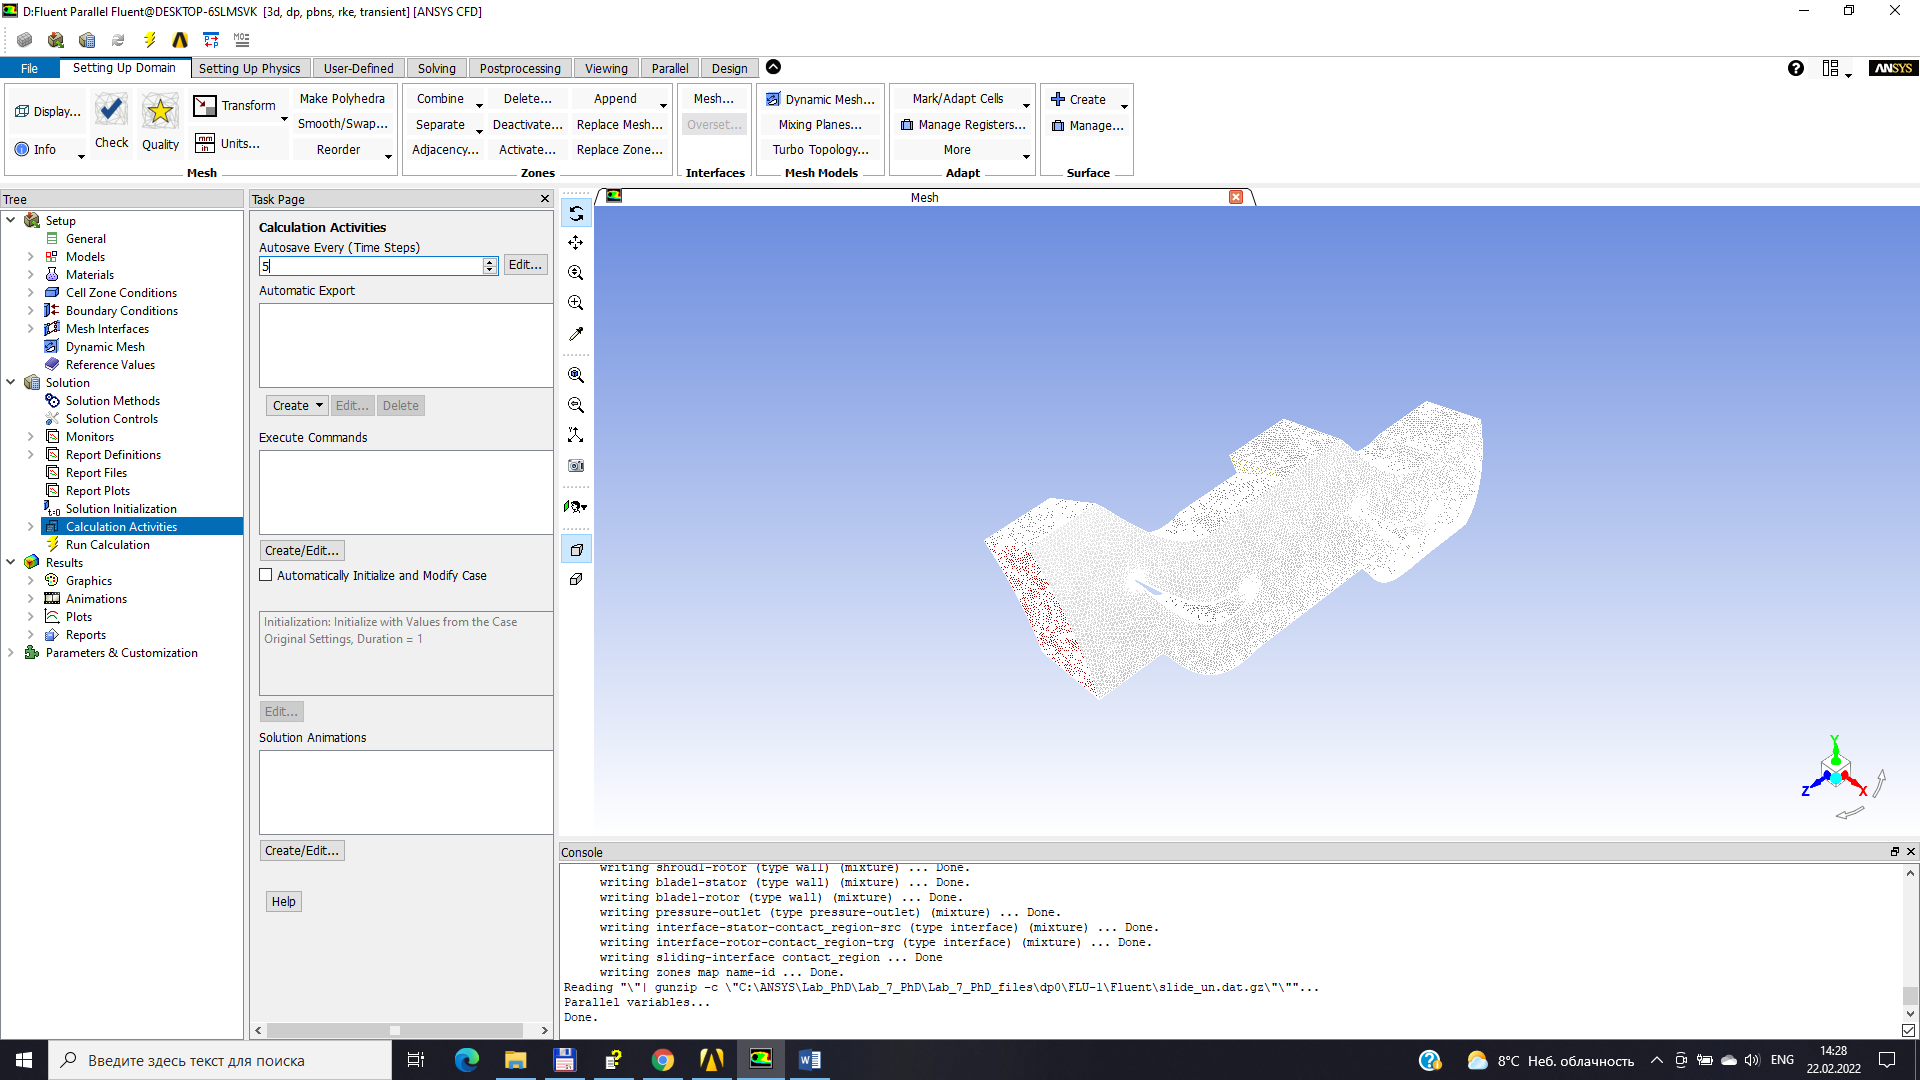 D:Fluent Parallel Fluent@DESKTOP-6SLMSVK [3d, dp, pbns, rke, transient] [ANSYS CFD]
File
Setting Up Domain
Setting Up Physics
User-Defined
Solving
Postprocessing
Viewing
Parallel
Design
ANSYS
Display...
Info
Check
Quality
Transform
Units...
Make Polyhedra
Smooth/Swap...
Reorder
Mesh
Combine
Separate
Adjacency...
Delete...
Deactivate...
Activate...
Append
Replace Mesh...
Replace Zone...
Zones
Mesh...
Overset...
Interfaces
Dynamic Mesh...
Mixing Planes...
Turbo Topology...
Mesh Models
Mark/Adapt Cells
Manage Registers...
More
Adapt
Create
Manage...
Surface
Tree
Setup
General
Models
Materials
Cell Zone Conditions
Boundary Conditions
Mesh Interfaces
Dynamic Mesh
Reference Values
Solution
Solution Methods
Solution Controls
Monitors
Report Definitions
Report Files
Report Plots
Solution Initialization
Calculation Activities
Run Calculation
Results
Graphics
Animations
Plots
Reports
Parameters & Customization
Task Page
Calculation Activities
Autosave Every (Time Steps)
5
Edit...
Automatic Export
Create
Edit...
Delete
Execute Commands
Create/Edit...
Automatically Initialize and Modify Case
Initialization: Initialize with Values from the Case
Original Settings, Duration = 1
Edit...
Solution Animations
Create/Edit...
Help
Mesh
Y
Z
X
Console
writing shroudl-rotor (type wall) (mixture) ... Done.
writing bladel-stator (type wall) (mixture) ... Done.
writing bladel-rotor (type wall) (mixture) ... Done.
writing pressure-outlet (type pressure-outlet) (mixture) ... Done.
writing interface-stator-contact_region-src (type interface) (mixture) ... Done.
writing interface-rotor-contact_region-trg (type interface) (mixture) ... Done.
writing sliding-interface contact_region ... Done
writing zones map name-id ... Done.
Reading "\"| gunzip -c \"C:\ANSYS\Lab_PhD\Lab_7_PhD\Lab_7_PhD_files\dp0\FLU-1\Fluent\slide_un.dat.gz\"\""...
Parallel variables...
Done.
Введите здесь текст для поиска
8°C Неб. облачность
ENG
14:28
22.02.2022